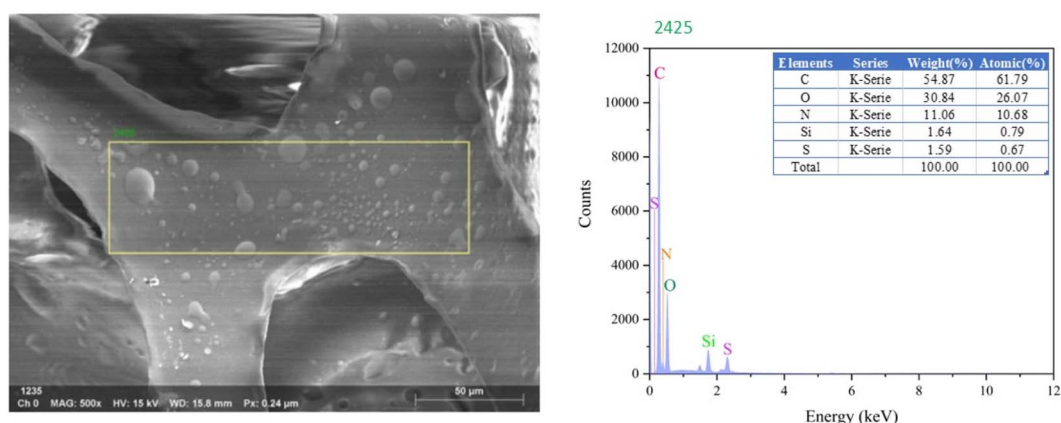 1235
Ch 0 MAG: 500x HV: 15 kV WD: 15.8 mm Px: 0.24 µm
50 µm
2425
Elements Series Weight(%) Atomic(%)
C K-Serie 54.87 61.79
O K-Serie 30.84 26.07
N K-Serie 11.06 10.68
Si K-Serie 1.64 0.79
S K-Serie 1.59 0.67
Total 100.00 100.00
Counts
12000
10000
8000
6000
4000
2000
0
C
S
N
O
Si
S
0 2 4 6 8 10 12
Energy (keV)